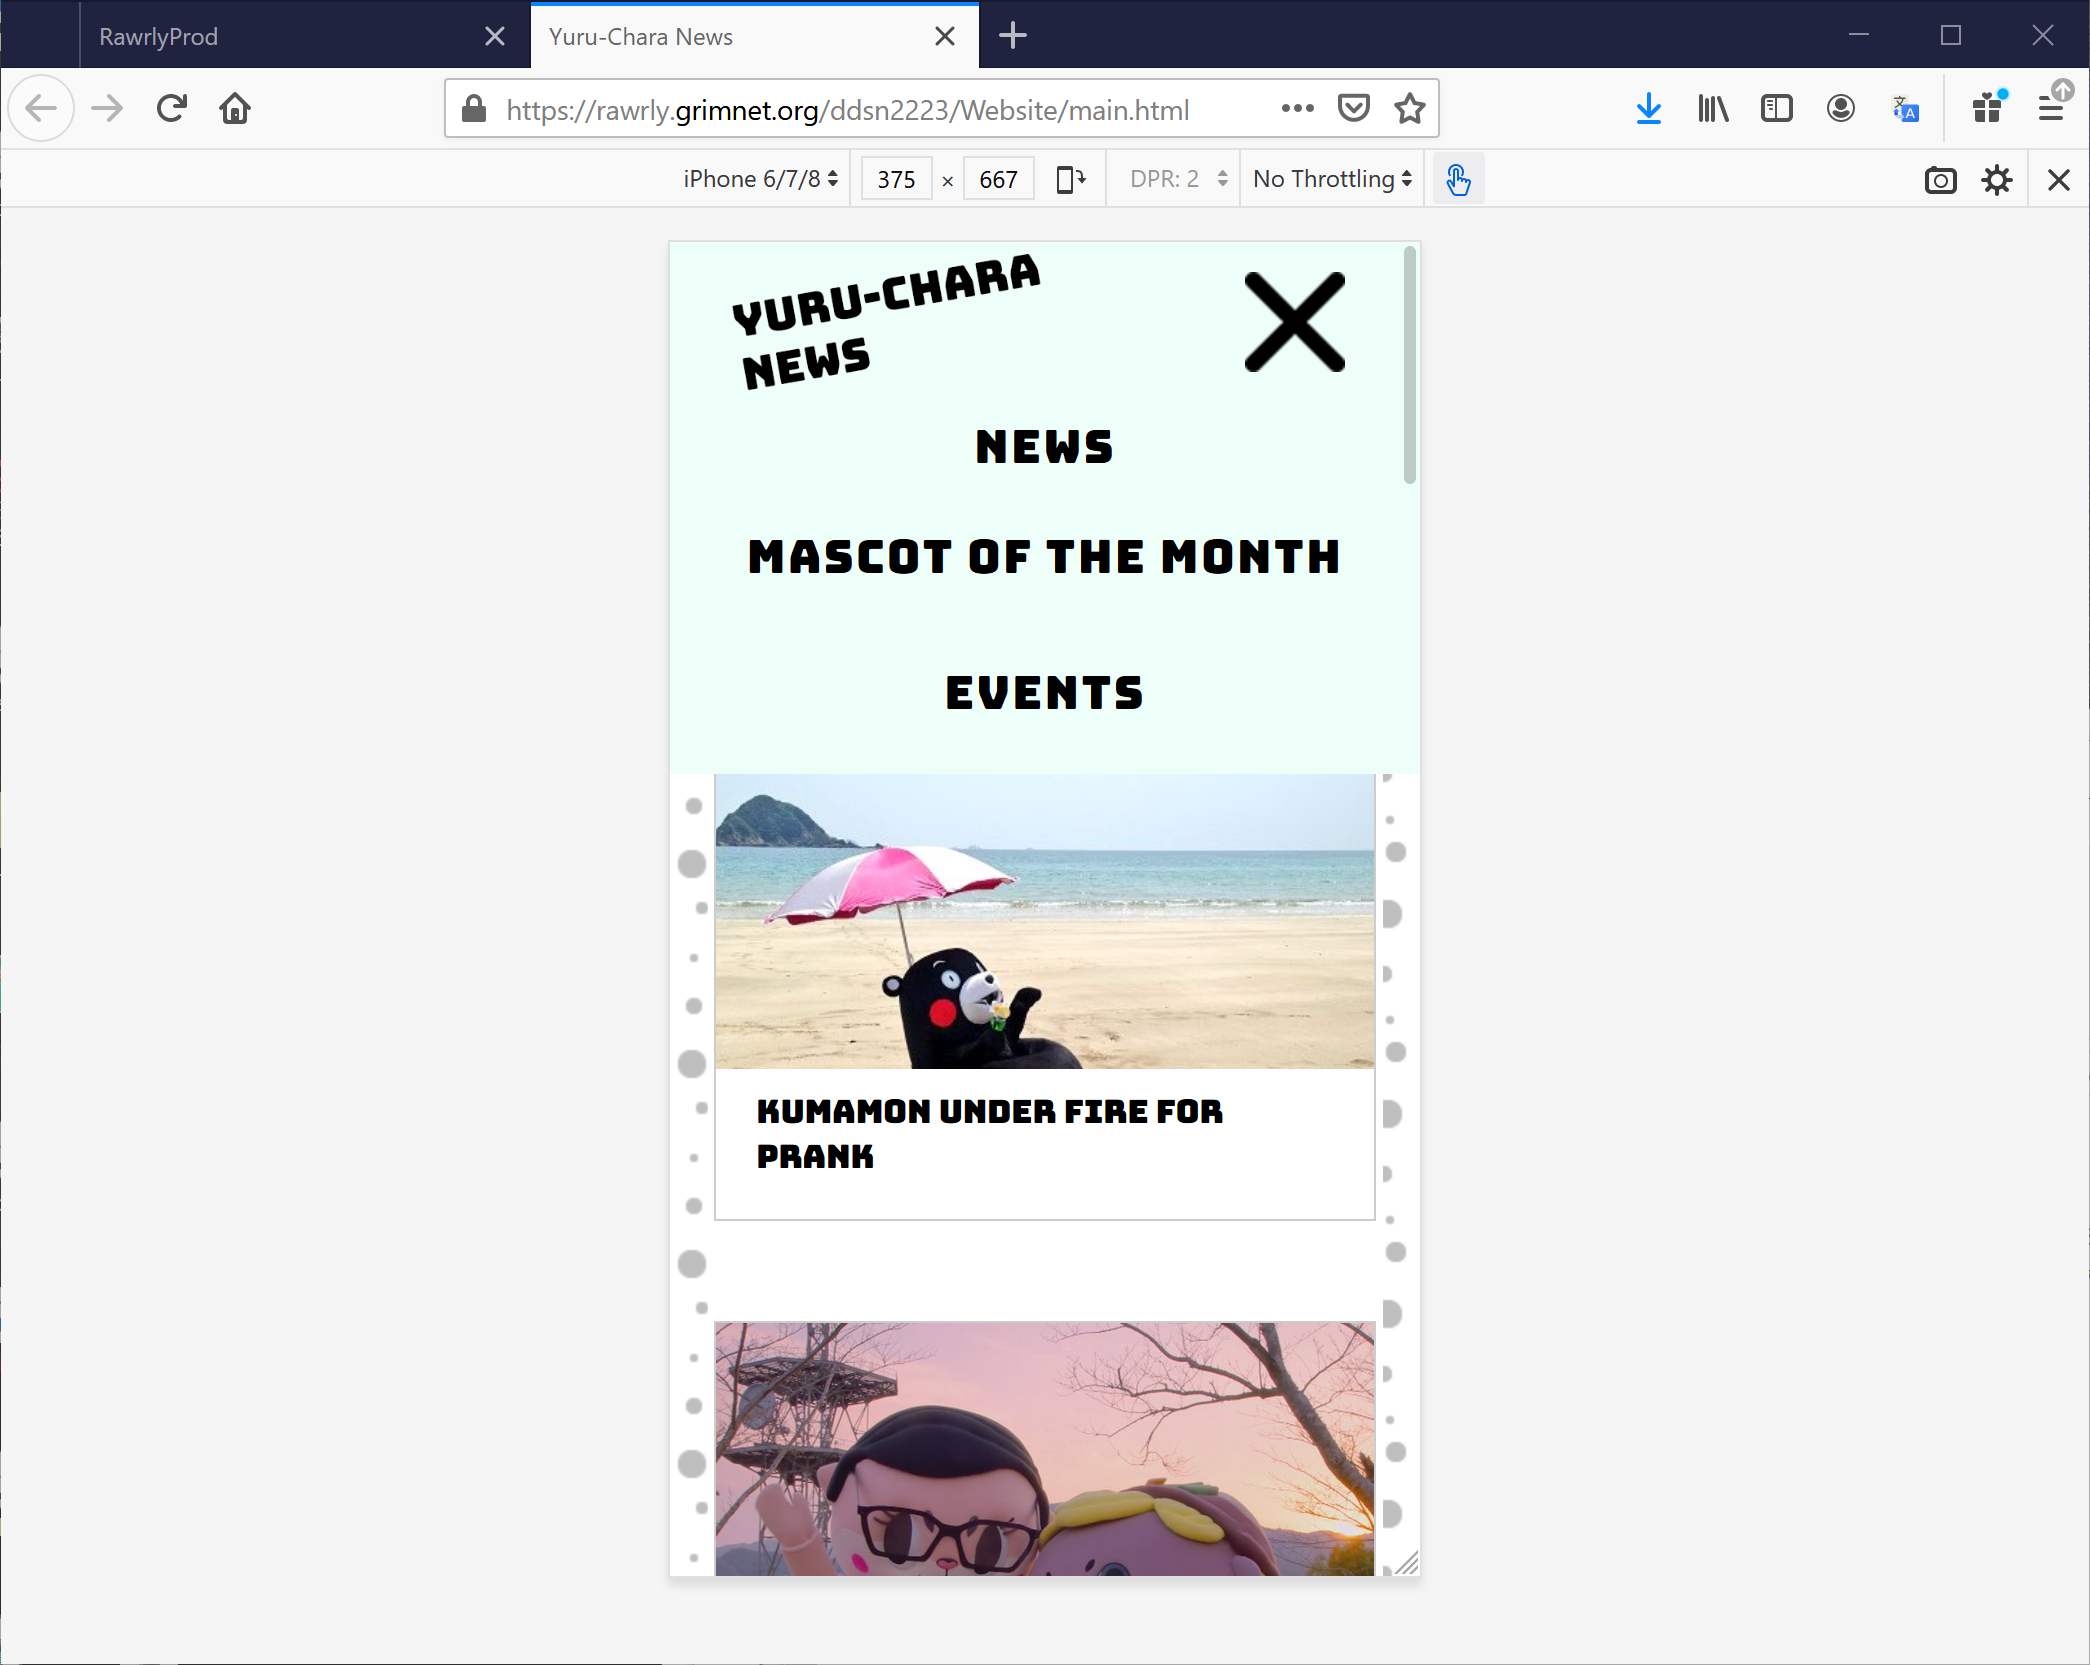 RawrlyProd
Yuru-Chara News
https://rawrly.grimnet.org/ddsn2223/Website/main.html
iPhone 6/7/8
375 × 667
DPR: 2
No Throttling
YURU-CHARA
NEWS
NEWS
MASCOT OF THE MONTH
EVENTS
KUMAMON UNDER FIRE FOR
PRANK